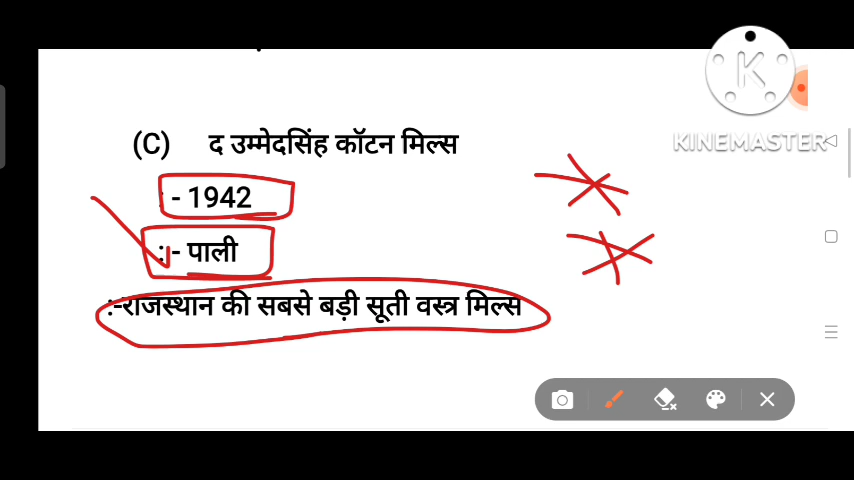 KINEMASTER
(C) द उम्मेदसिंह कॉटन मिल्स
:- 1942
:- पाली
:-राजस्थान की सबसे बड़ी सूती वस्त्र मिल्स